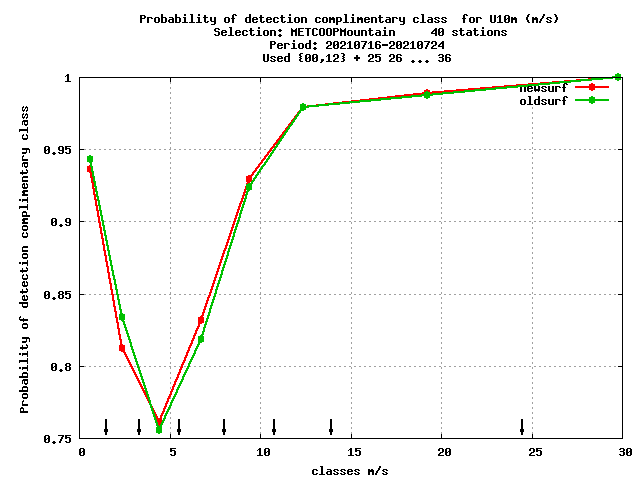 Probability of detection complimentary class  for U10m (m/s)
Selection: METCOOPMountain     40 stations
Period: 20210716-20210724
Used {00,12} + 25 26 ... 36
Probability of detection complimentary class
1
0.95
0.9
0.85
0.8
0.75
newsurf
oldsurf
0 5 10 15 20 25 30
classes m/s